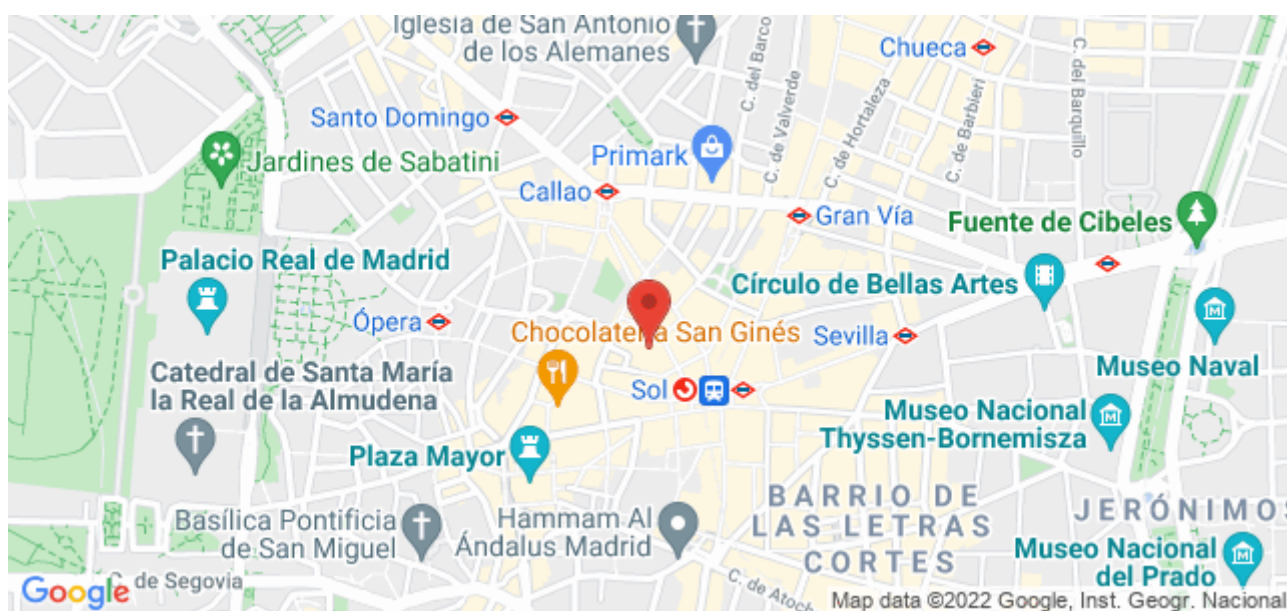 Iglesia de San Antonio
de los Alemanes
Chueca
C. del Barco
C. de Valverde
C. de Hortaleza
C. de Barbieri
C. del Barquillo
Santo Domingo
Primark
Jardines de Sabatini
Callao
Gran Vía
Fuente de Cibeles
Palacio Real de Madrid
Círculo de Bellas Artes
Ópera
Chocolatería San Ginés
Sevilla
Museo Naval
Catedral de Santa María
la Real de la Almudena
Sol
Museo Nacional
Thyssen-Bornemisza
Plaza Mayor
BARRIO DE
LAS LETRAS
CORTES
JERÓNIMOS
Basílica Pontificia
de San Miguel
Hammam Al
Ándalus Madrid
Museo Nacional
del Prado
C. de Segovia
C. de Atoch
Google
Map data ©2022 Google, Inst. Geogr. Nacional